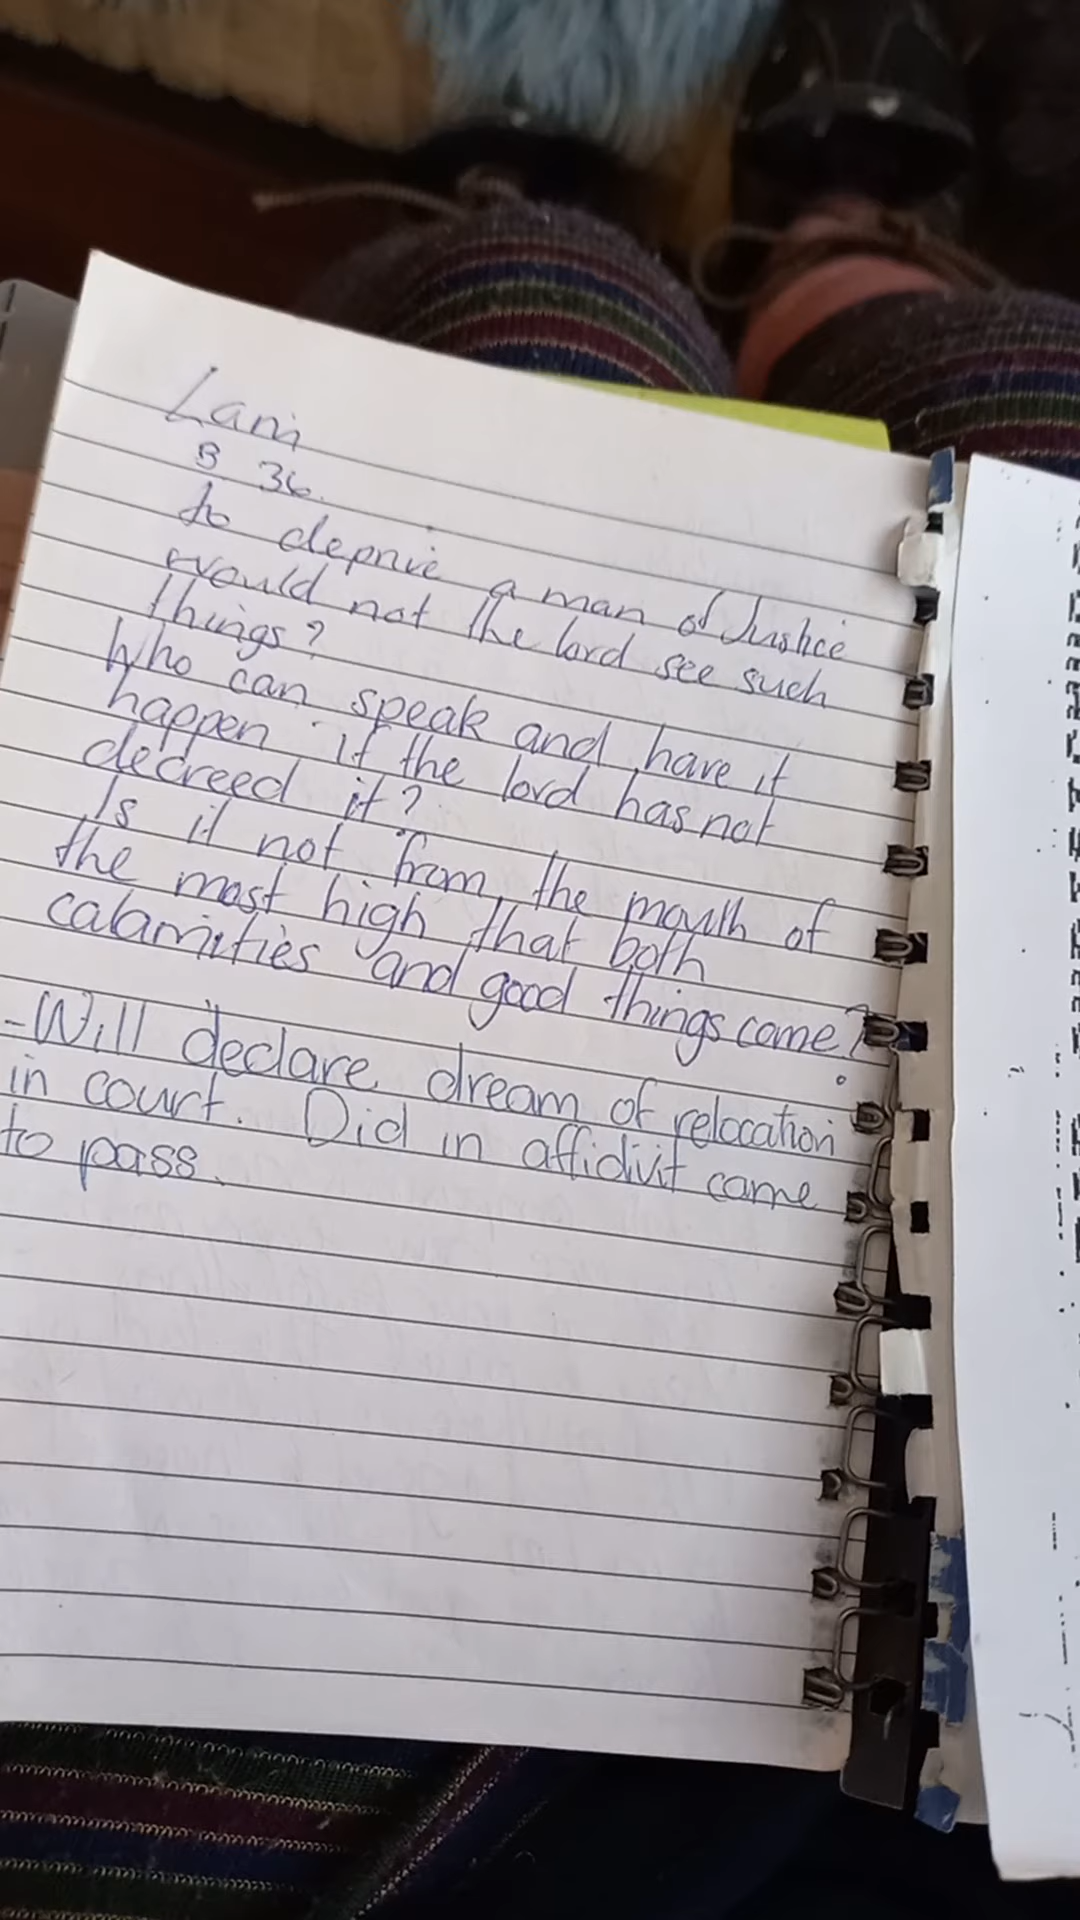 Lam
3 36.
to deprive a man of Justice
would not the lord see such
things?
Who can speak and have it
happen if the lord has not
decreed it?
Is it not from the mouth of
the most high that both
calamities and good things come?
- Will declare dream of relocation
in court. Did in affidivit came
to pass.